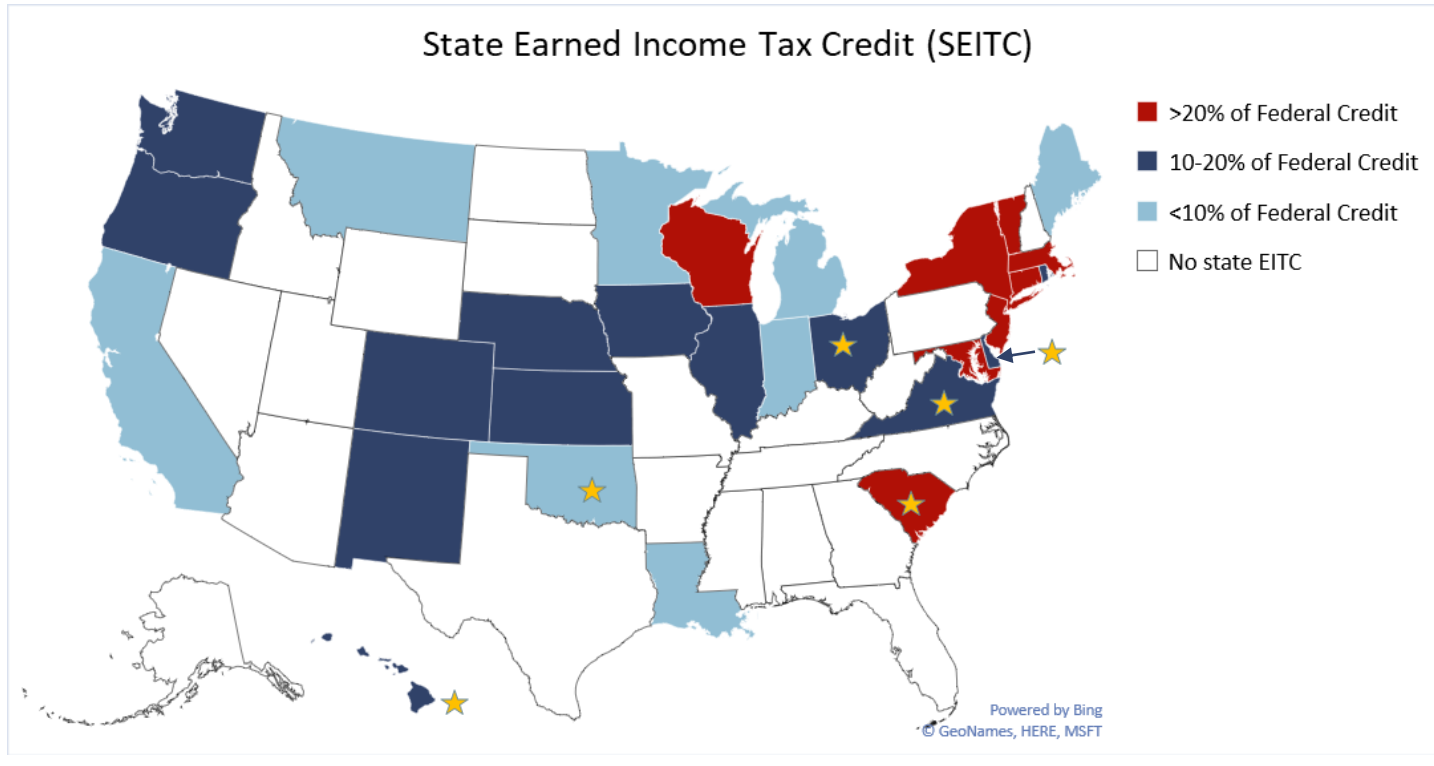 State Earned Income Tax Credit (SEITC)
>20% of Federal Credit
10-20% of Federal Credit
<10% of Federal Credit
No state EITC
Powered by Bing
© GeoNames, HERE, MSFT